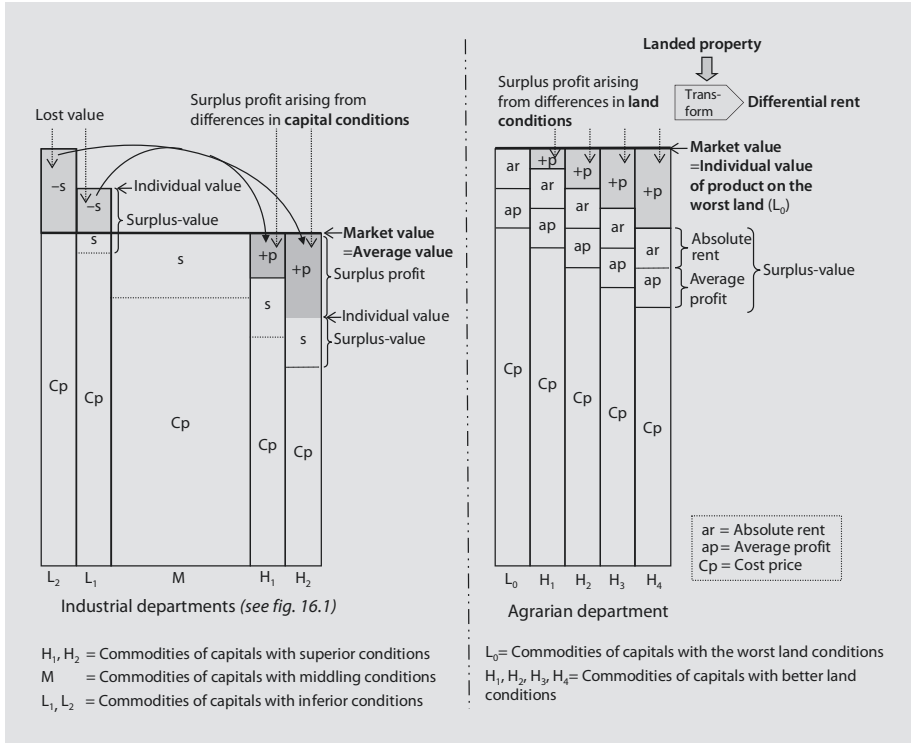 Lost value
Surplus profit arising from
differences in capital conditions
–s
–s
Individual value
Surplus-value
s
s
+p
+p
Market value
=Average value
Surplus profit
s
Individual value
s
Surplus-value
Cp
Cp
Cp
Cp
Cp
L₂ L₁ M H₁ H₂
Industrial departments (see fig. 16.1)
H₁, H₂ = Commodities of capitals with superior conditions
M = Commodities of capitals with middling conditions
L₁, L₂ = Commodities of capitals with inferior conditions
Landed property
Surplus profit arising
from differences in land
conditions
Trans-
form
Differential rent
Market value
=Individual value
of product on the
worst land (L₀)
ar
+p
+p
+p
+p
ar
ap
ar
ap
ar
ap
ar
ap
ar
ap
Absolute
rent
Average
profit
Surplus-value
Cp
Cp
Cp
Cp
Cp
ar = Absolute rent
ap = Average profit
Cp = Cost price
L₀ H₁ H₂ H₃ H₄
Agrarian department
L₀= Commodities of capitals with the worst land conditions
H₁, H₂, H₃, H₄= Commodities of capitals with better land
conditions